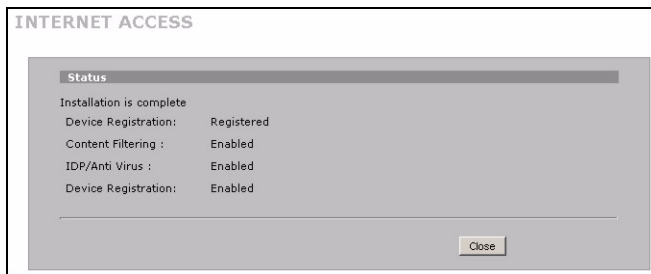 INTERNET ACCESS
Status
Installation is complete
Device Registration: Registered
Content Filtering : Enabled
IDP/Anti Virus : Enabled
Device Registration: Enabled
Close